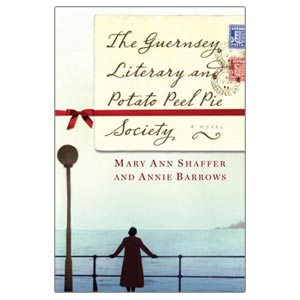 The Guernsey
Literary and
Potato Peel Pie
Society
A NOVEL
MARY ANN SHAFFER
AND ANNIE BARROWS